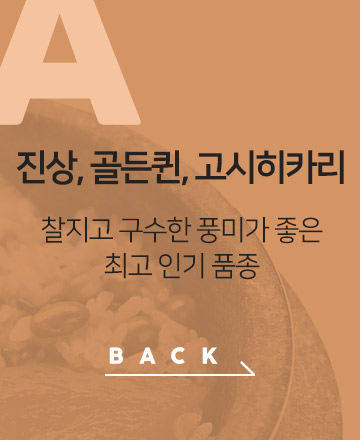 A
진상, 골든퀸, 고시히카리
찰지고 구수한 풍미가 좋은
최고 인기 품종
BACK